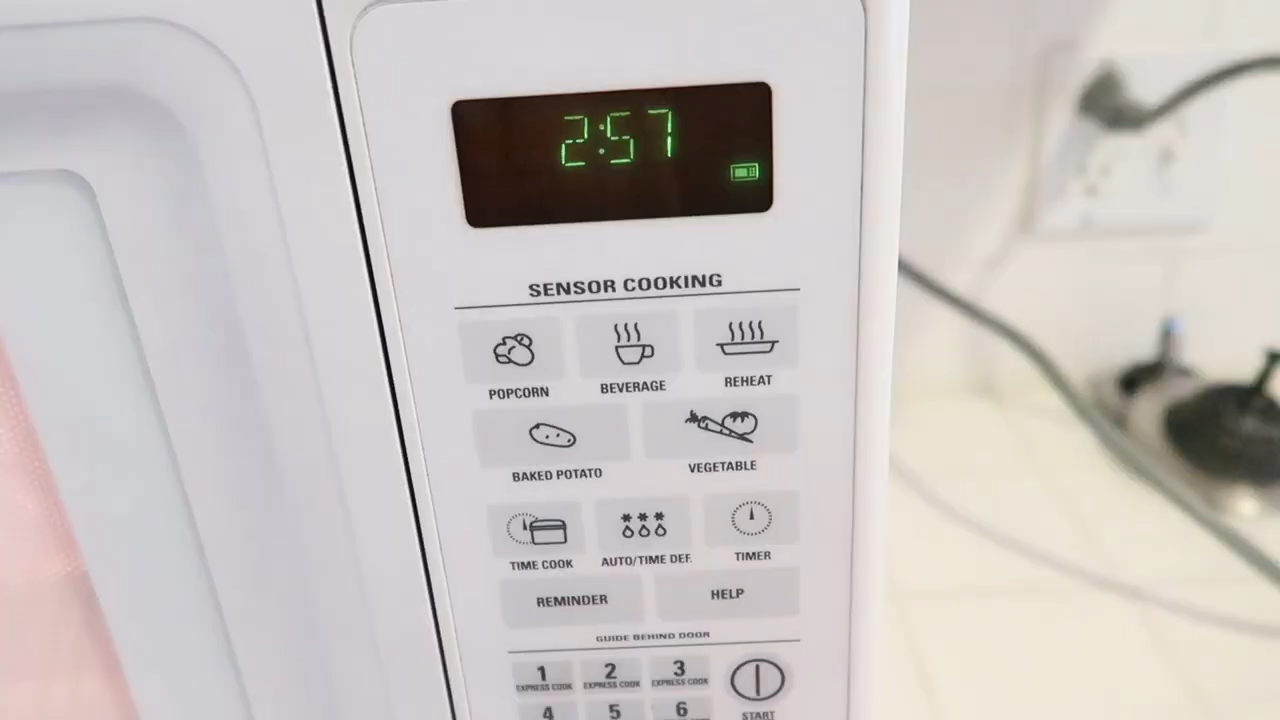 2:57
SENSOR COOKING
POPCORN BEVERAGE REHEAT
BAKED POTATO VEGETABLE
TIME COOK AUTO/TIME DEF. TIMER
REMINDER HELP
GUIDE BEHIND DOOR
1 2 3
EXPRESS COOK EXPRESS COOK EXPRESS COOK
4 5 6
START